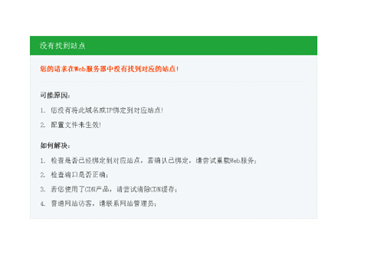 没有找到站点
您的请求在Web服务器中没有找到对应的站点!
可能原因:
1. 您没有将此域名或IP绑定到对应站点!
2. 配置文件未生效!
如何解决:
1. 检查是否已经绑定到对应站点，若确认已绑定，请尝试重载Web服务;
2. 检查端口是否正确;
3. 若您使用了CDN产品，请尝试清除CDN缓存;
4. 普通网站访客，请联系网站管理员;